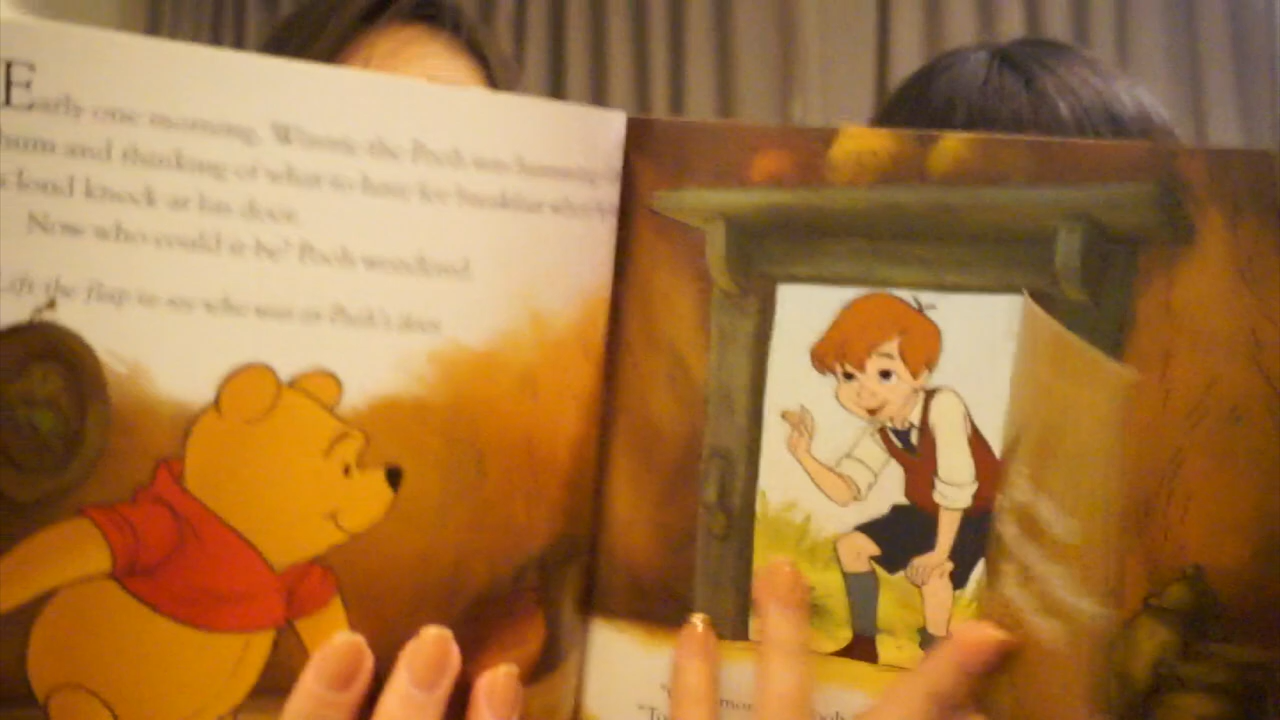 Early one morning, Winnie the Pooh was humming
hum and thinking of what to have for breakfast when
loud knock at his door.
Now who could it be? Pooh wondered.
Lift the flap to see who was at Pooh's door.